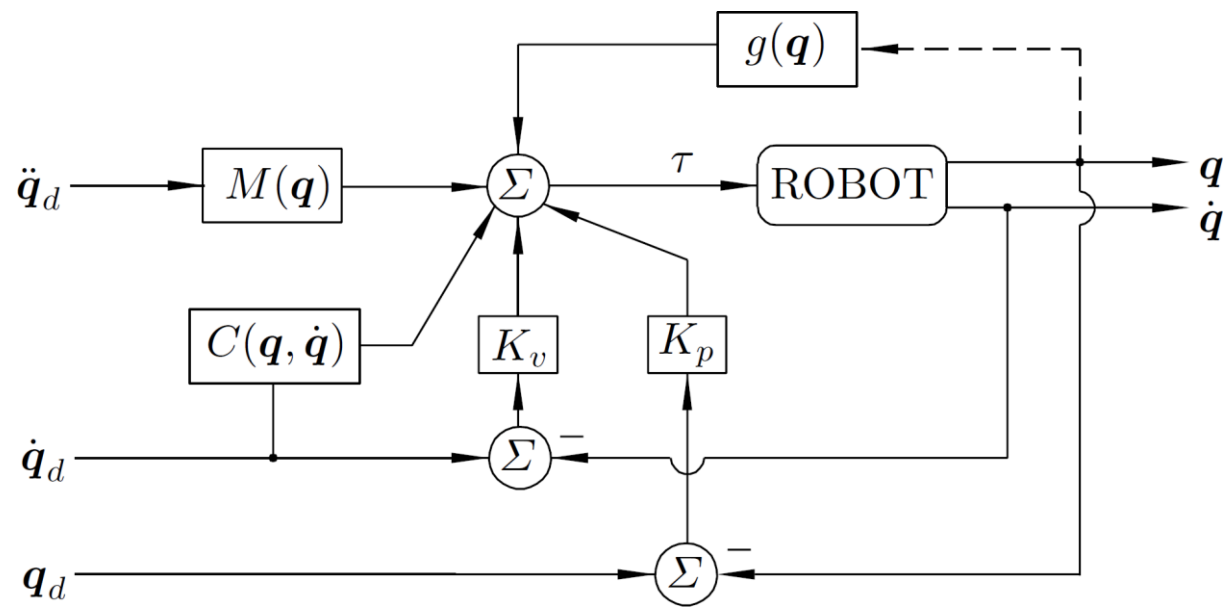 g(q)
q̈_d
M(q)
Σ
τ
ROBOT
q
q̇
C(q, q̇)
K_v
K_p
q̇_d
Σ
−
q_d
Σ
−